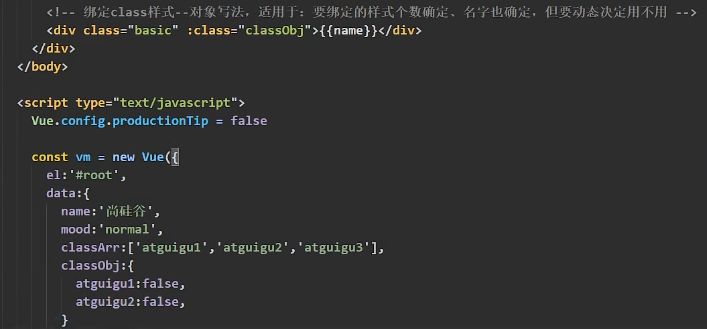 <!-- 绑定class样式--对象写法，适用于：要绑定的样式个数确定、名字也确定，但要动态决定用不用 -->
<div class="basic" :class="classObj">{{name}}</div>
</div>
</body>
<script type="text/javascript">
Vue.config.productionTip = false
const vm = new Vue({
el:'#root',
data:{
name:'尚硅谷',
mood:'normal',
classArr:['atguigu1','atguigu2','atguigu3'],
classObj:{
atguigu1:false,
atguigu2:false,
}